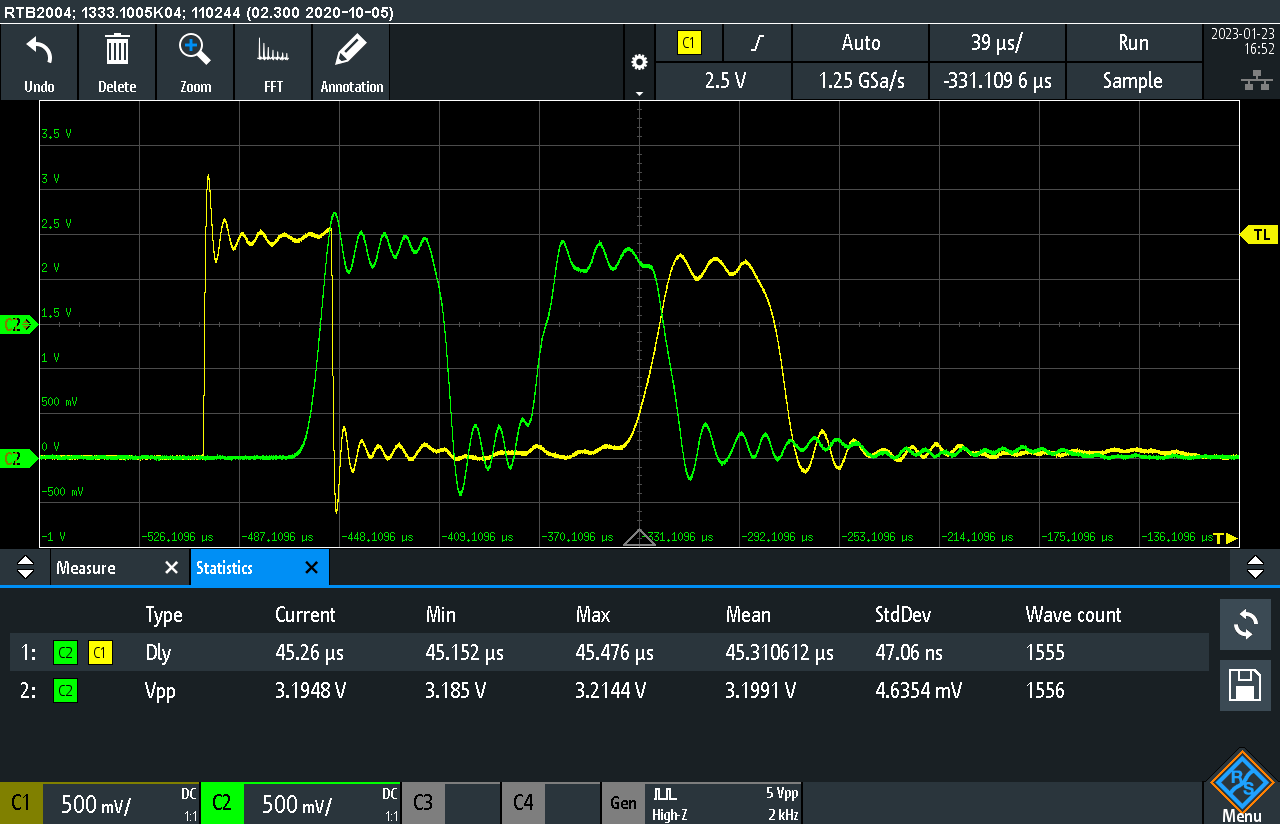 RTB2004; 1333.1005K04; 110244 (02.300 2020-10-05)
Undo Delete Zoom FFT Annotation
C1 Auto 39 µs/ Run
2.5 V 1.25 GSa/s -331.109 6 µs Sample
2023-01-23
16:52
3.5 V
3 V
2.5 V
TL
2 V
1.5 V
C2
1 V
500 mV
0 V
C2
-500 mV
-1 V -526.1096 µs -487.1096 µs -448.1096 µs -409.1096 µs -370.1096 µs -331.1096 µs -292.1096 µs -253.1096 µs -214.1096 µs -175.1096 µs -136.1096 µs T
Measure Statistics
Type Current Min Max Mean StdDev Wave count
1: C2 C1 Dly 45.26 µs 45.152 µs 45.476 µs 45.310612 µs 47.06 ns 1555
2: C2 Vpp 3.1948 V 3.185 V 3.2144 V 3.1991 V 4.6354 mV 1556
C1 500 mV/ DC 1:1 C2 500 mV/ DC 1:1 C3 C4 Gen High-Z 5 Vpp 2 kHz
R&S
Menu